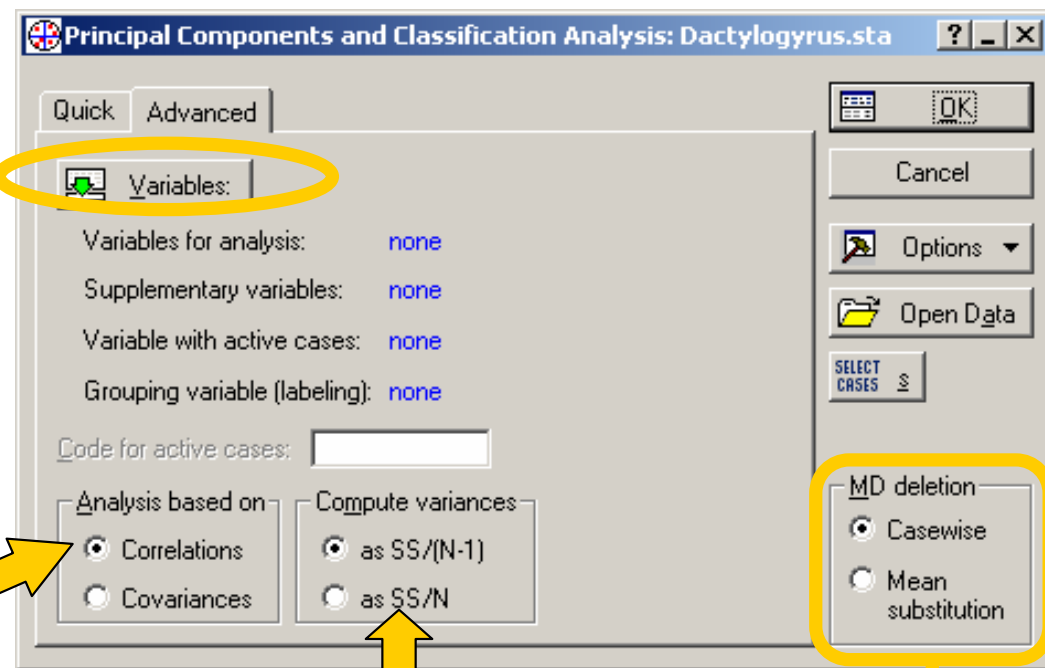 Principal Components and Classification Analysis: Dactylogyrus.sta
Quick Advanced
OK
Variables:
Cancel
Variables for analysis: none
Options
Supplementary variables: none
Open Data
Variable with active cases: none
SELECT CASES S
Grouping variable (labeling): none
Code for active cases:
Analysis based on
Correlations
Covariances
Compute variances
as SS/(N-1)
as SS/N
MD deletion
Casewise
Mean
substitution